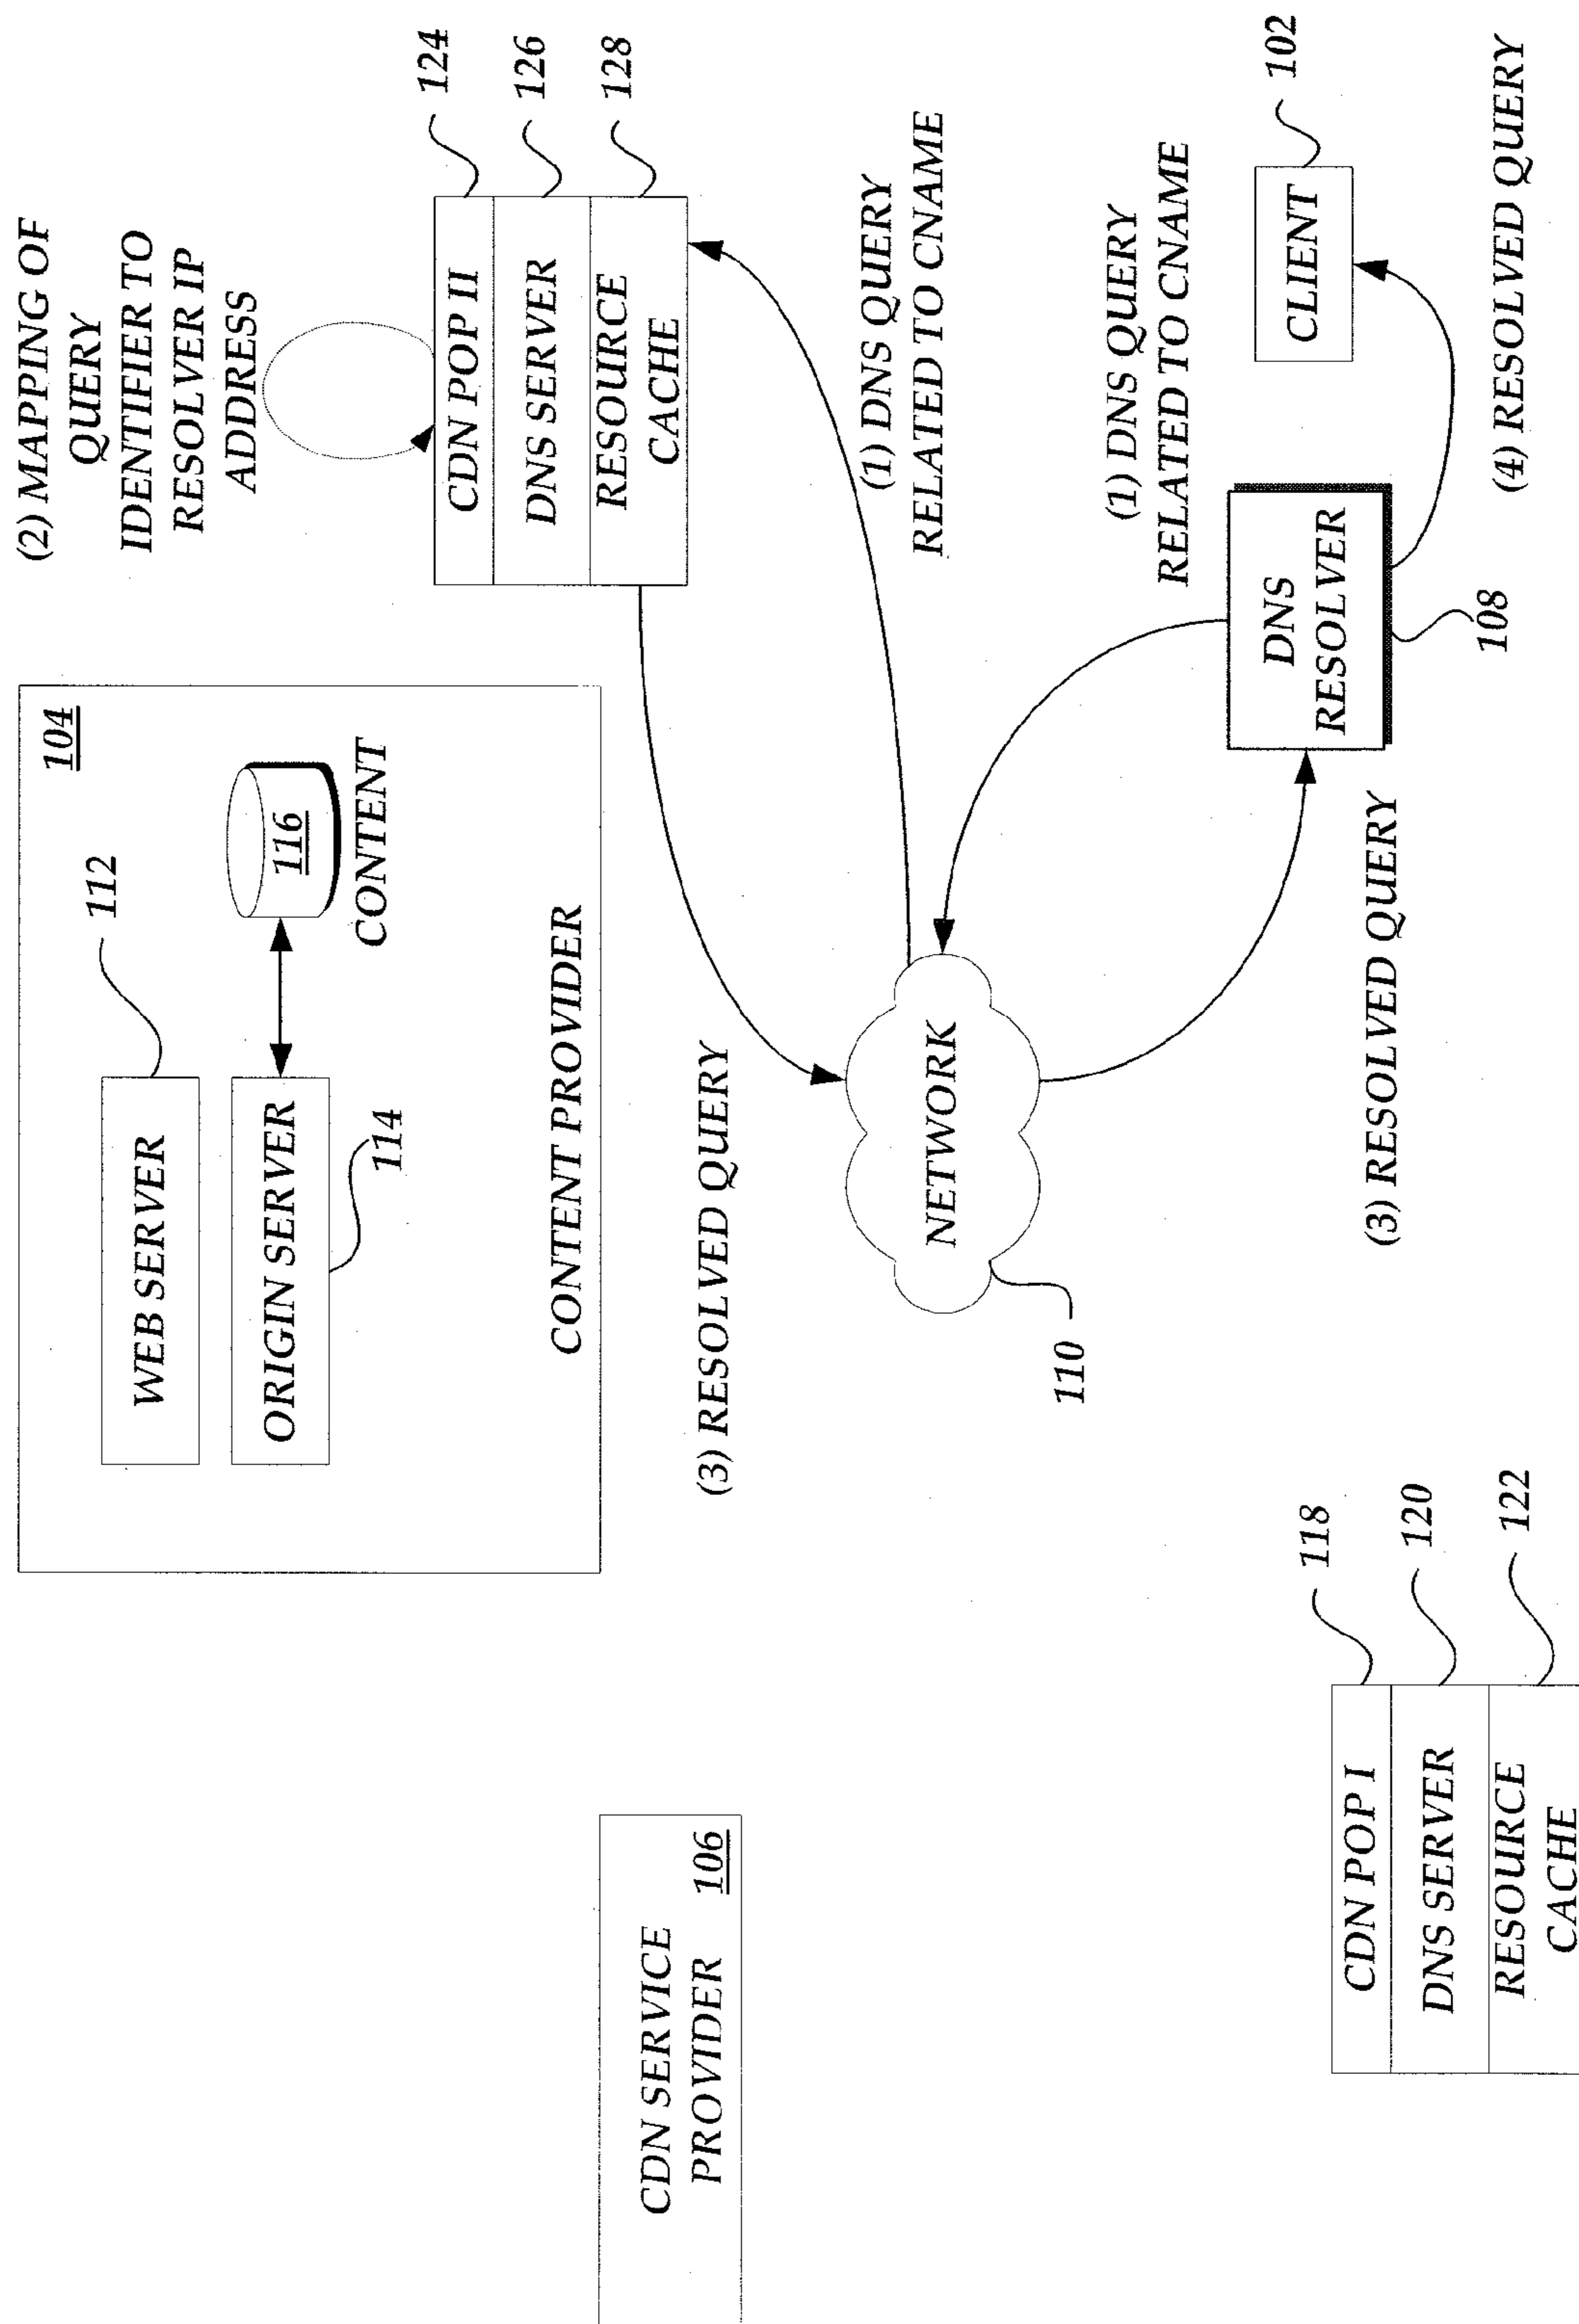 104
WEB SERVER
112
ORIGIN SERVER
114
116
CONTENT
CONTENT PROVIDER
(2) MAPPING OF
QUERY
IDENTIFIER TO
RESOLVER IP
ADDRESS
CDN POP II
124
DNS SERVER
126
RESOURCE
CACHE
128
CDN SERVICE
PROVIDER 106
(3) RESOLVED QUERY
(1) DNS QUERY
RELATED TO CNAME
NETWORK
110
(1) DNS QUERY
RELATED TO CNAME
CLIENT
102
DNS
RESOLVER
108
(3) RESOLVED QUERY
(4) RESOLVED QUERY
CDN POP I
118
DNS SERVER
120
RESOURCE
CACHE
122